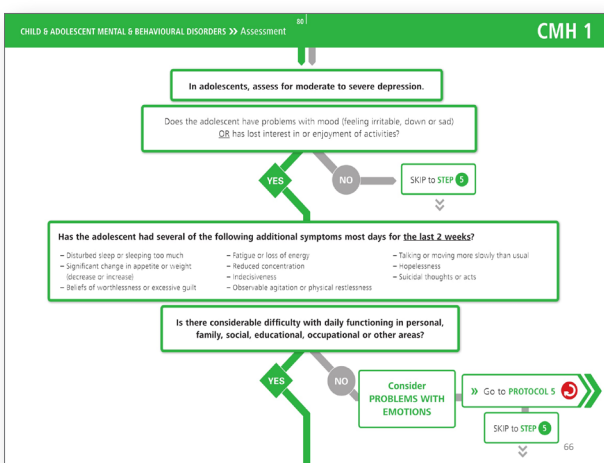 80
CHILD & ADOLESCENT MENTAL & BEHAVIOURAL DISORDERS » Assessment
CMH 1
In adolescents, assess for moderate to severe depression.
Does the adolescent have problems with mood (feeling irritable, down or sad)
OR has lost interest in or enjoyment of activities?
YES
NO
SKIP to STEP 5
Has the adolescent had several of the following additional symptoms most days for the last 2 weeks?
– Disturbed sleep or sleeping too much
– Significant change in appetite or weight
(decrease or increase)
– Beliefs of worthlessness or excessive guilt
– Fatigue or loss of energy
– Reduced concentration
– Indecisiveness
– Observable agitation or physical restlessness
– Talking or moving more slowly than usual
– Hopelessness
– Suicidal thoughts or acts
Is there considerable difficulty with daily functioning in personal,
family, social, educational, occupational or other areas?
YES
NO
Consider
PROBLEMS WITH
EMOTIONS
» Go to PROTOCOL 5
SKIP to STEP 5
66